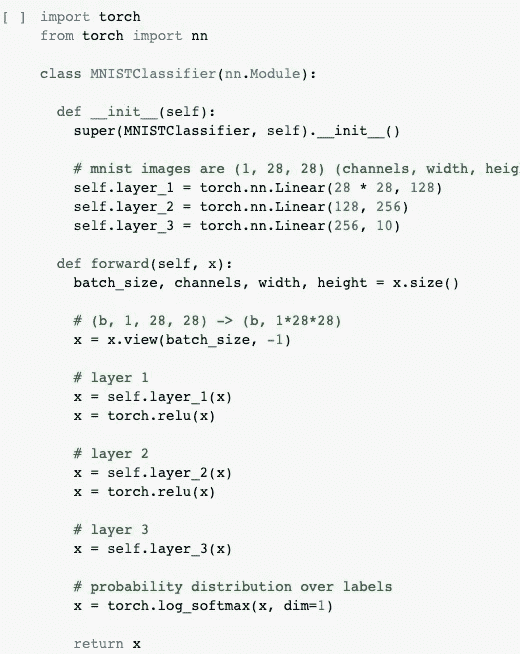 [ ] import torch
from torch import nn
class MNISTClassifier(nn.Module):
def __init__(self):
super(MNISTClassifier, self).__init__()
# mnist images are (1, 28, 28) (channels, width, heig
self.layer_1 = torch.nn.Linear(28 * 28, 128)
self.layer_2 = torch.nn.Linear(128, 256)
self.layer_3 = torch.nn.Linear(256, 10)
def forward(self, x):
batch_size, channels, width, height = x.size()
# (b, 1, 28, 28) -> (b, 1*28*28)
x = x.view(batch_size, -1)
# layer 1
x = self.layer_1(x)
x = torch.relu(x)
# layer 2
x = self.layer_2(x)
x = torch.relu(x)
# layer 3
x = self.layer_3(x)
# probability distribution over labels
x = torch.log_softmax(x, dim=1)
return x